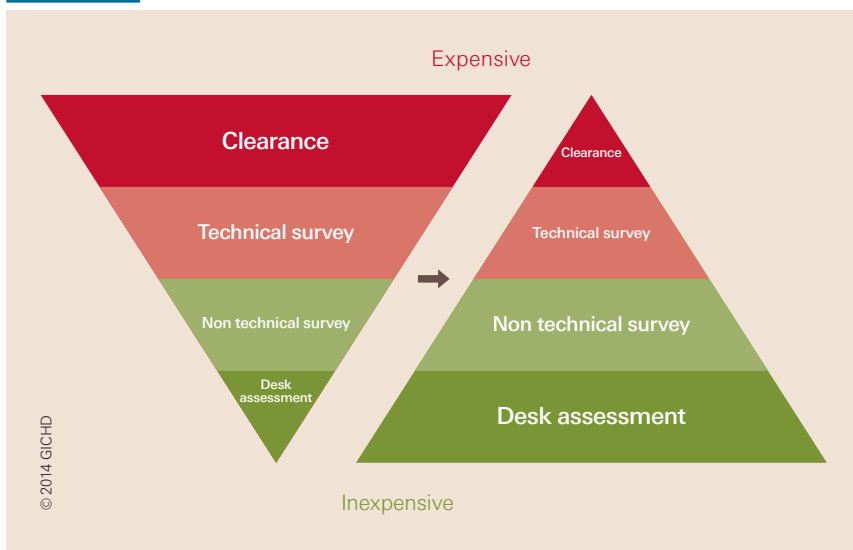 Expensive
Clearance
Technical survey
Non technical survey
Desk
assessment
Clearance
Technical survey
Non technical survey
Desk assessment
Inexpensive
© 2014 GICHD